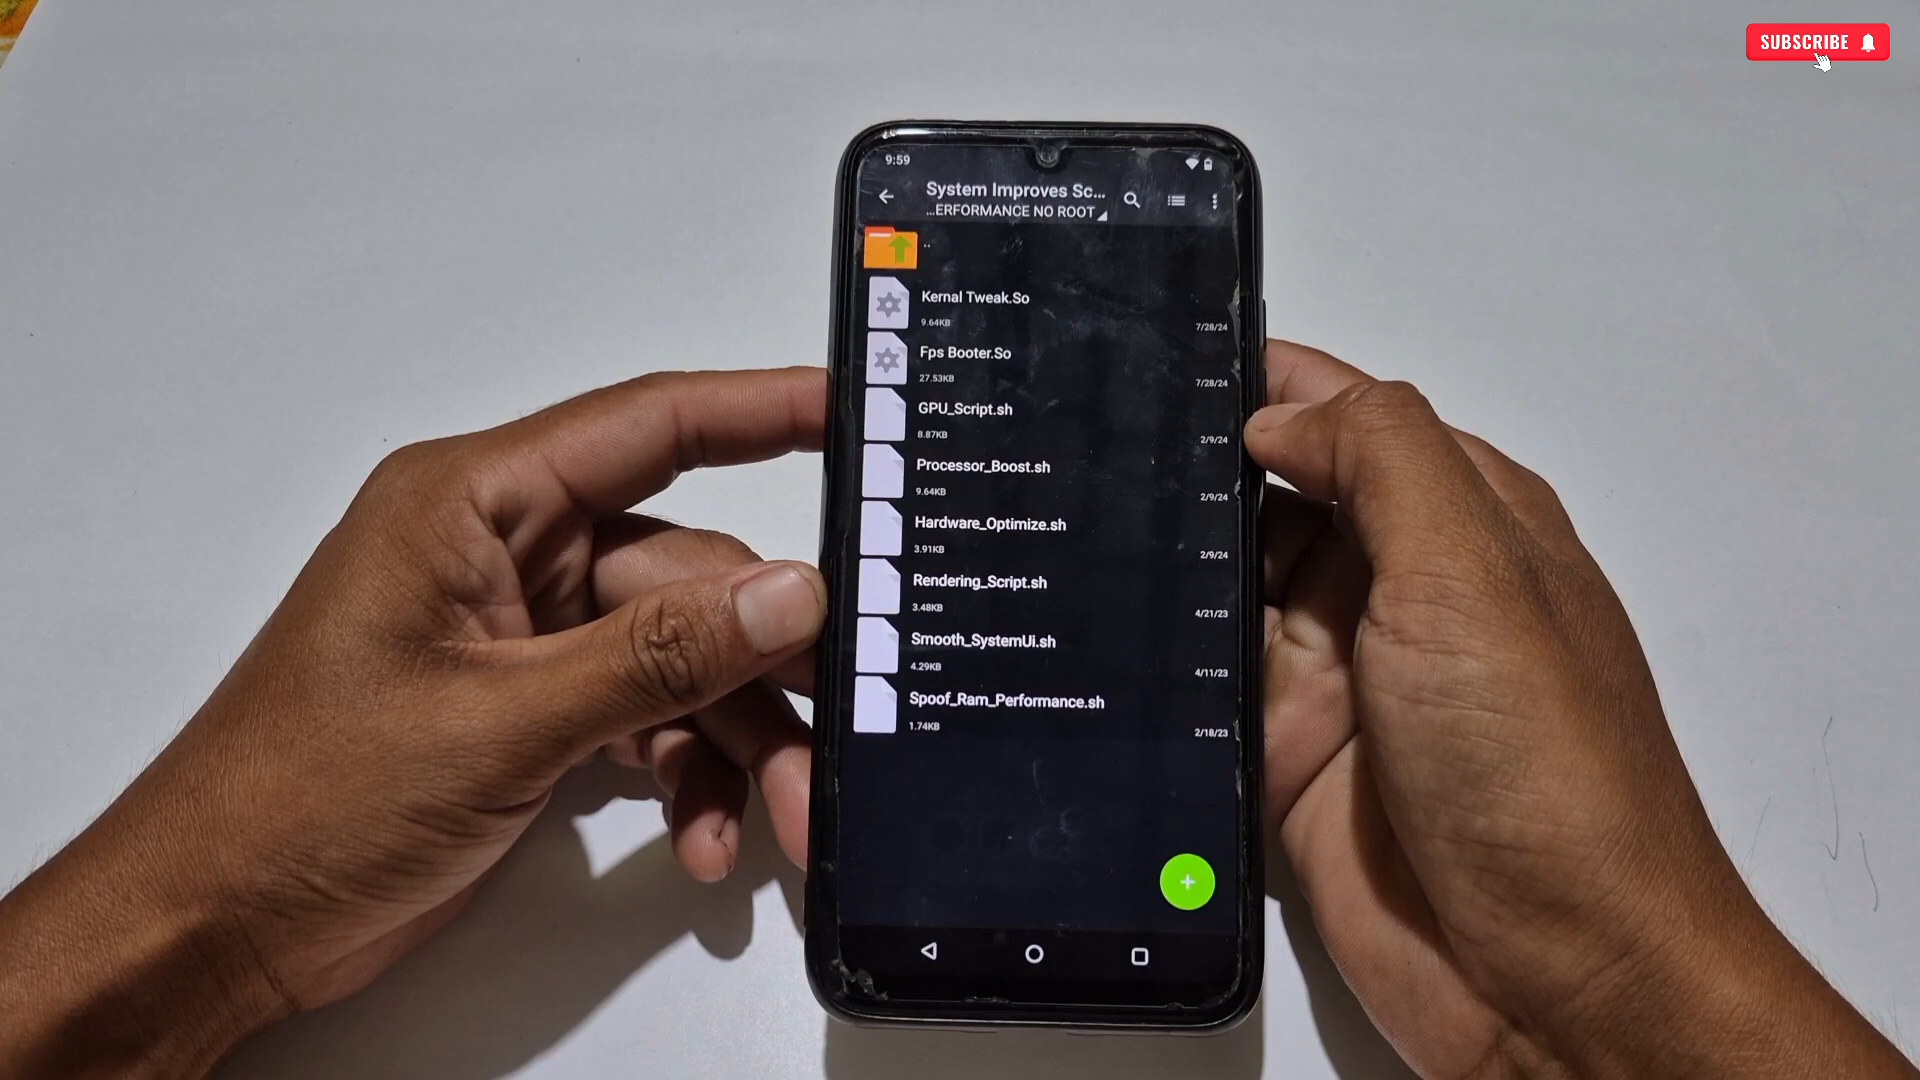 SUBSCRIBE
9:59
System Improves Sc...
...ERFORMANCE NO ROOT
..
Kernal Tweak.So
9.64KB
7/28/24
Fps Booter.So
27.53KB
7/28/24
GPU_Script.sh
8.87KB
2/9/24
Processor_Boost.sh
9.64KB
2/9/24
Hardware_Optimize.sh
3.91KB
2/9/24
Rendering_Script.sh
3.48KB
4/21/23
Smooth_SystemUi.sh
4.29KB
4/11/23
Spoof_Ram_Performance.sh
1.74KB
2/18/23